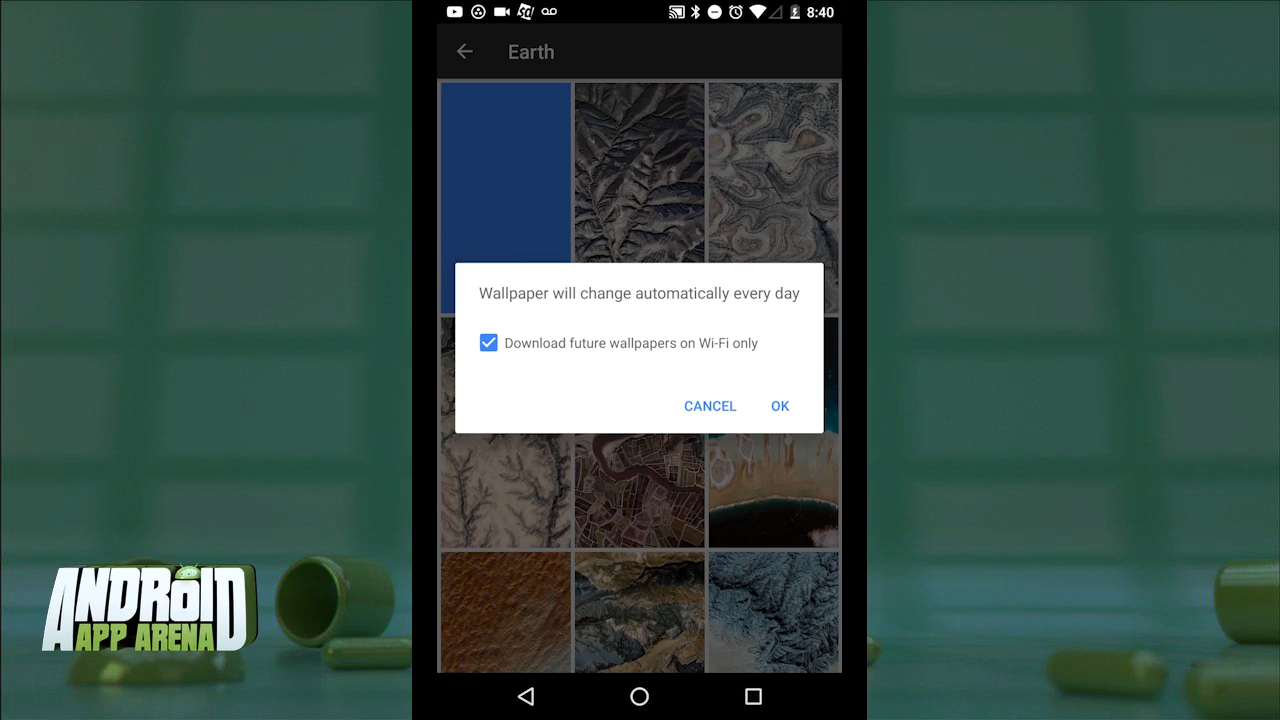 8:40
Earth
Wallpaper will change automatically every day
Download future wallpapers on Wi-Fi only
CANCEL OK
ANDROID
APP ARENA